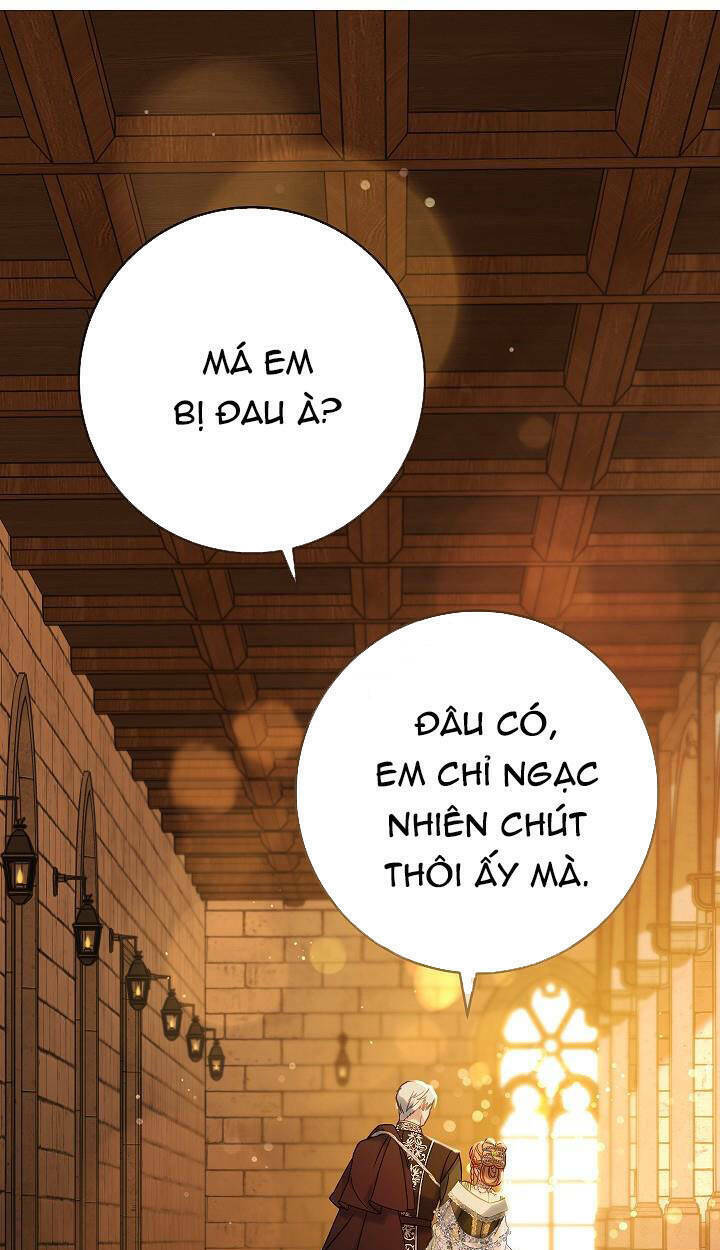 MÁ EM
BỊ ĐAU À?
ĐÂU CÓ,
EM CHỈ NGẠC
NHIÊN CHÚT
THÔI ẤY MÀ.